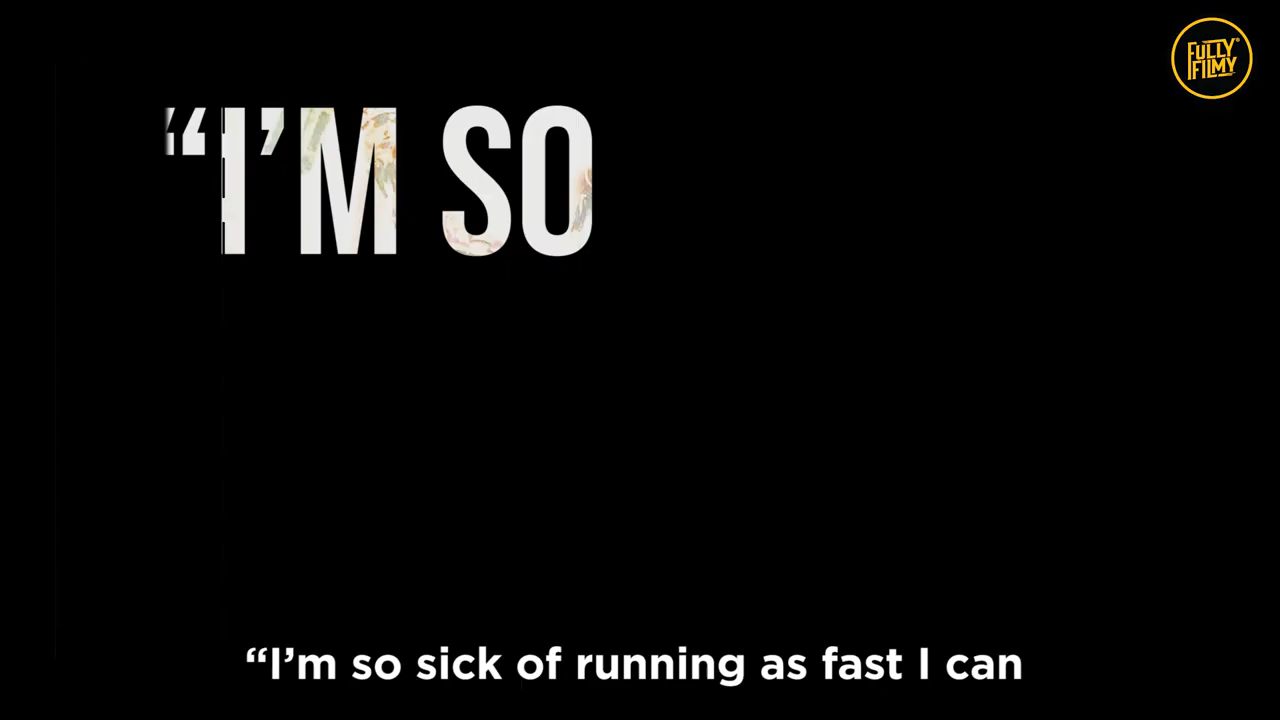 FULLY
FILMY
“I’M SO
“I’m so sick of running as fast I can